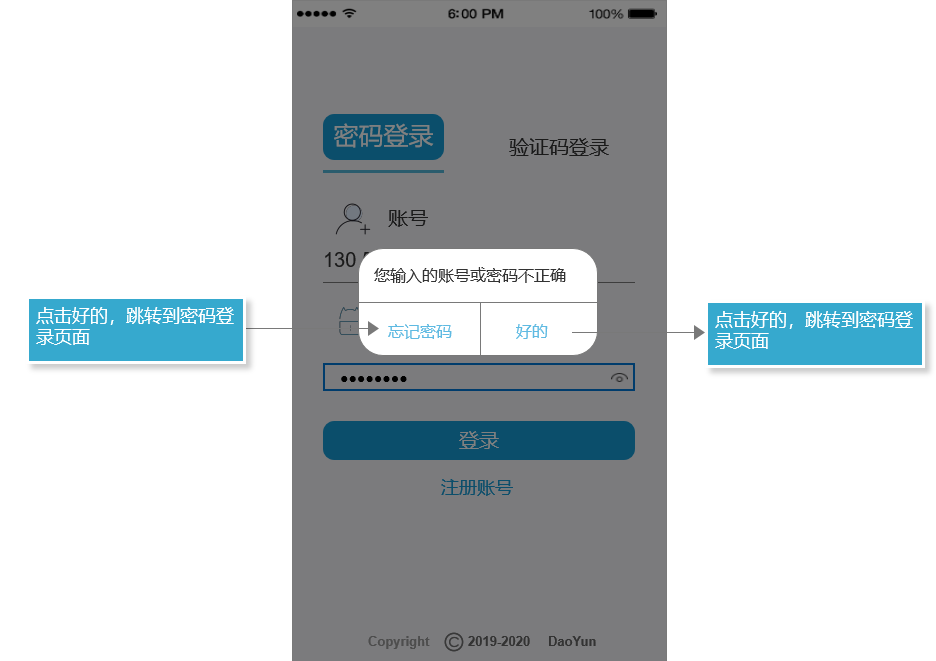 6:00 PM
100%
密码登录
验证码登录
账号
130
您输入的账号或密码不正确
忘记密码
好的
点击好的，跳转到密码登
录页面
点击好的，跳转到密码登
录页面
登录
注册账号
Copyright © 2019-2020 DaoYun